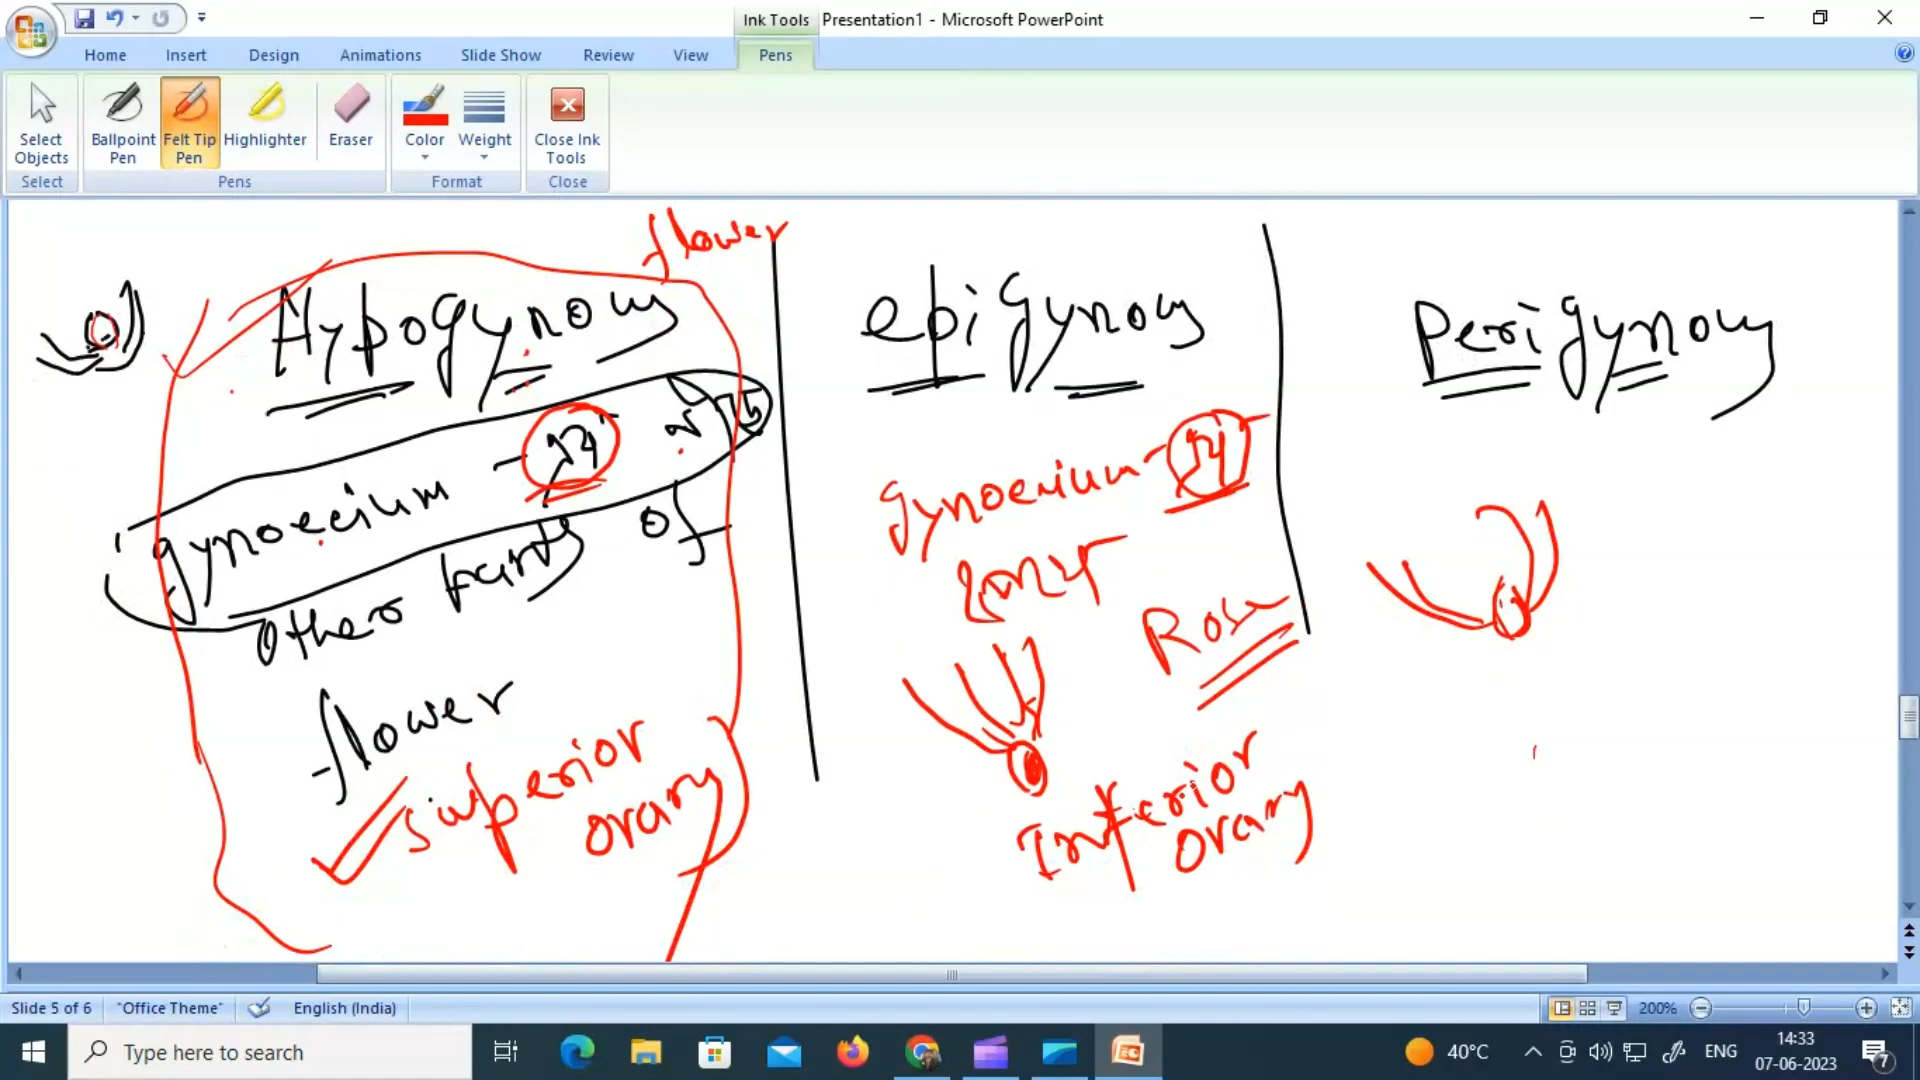 Ink Tools
Presentation1 - Microsoft PowerPoint
Home
Insert
Design
Animations
Slide Show
Review
View
Pens
Select Objects
Ballpoint Pen
Felt Tip Pen
Highlighter
Eraser
Color
Weight
Close Ink Tools
Select
Pens
Format
Close
flower
Hypogynous
gynoecium -
other parts of
flower
superior
ovary
epigynous
Gynoecium -
Rose
Inferior
ovary
Perigynous
Slide 5 of 6
"Office Theme"
English (India)
200%
Type here to search
40°C
ENG
14:33
07-06-2023
7